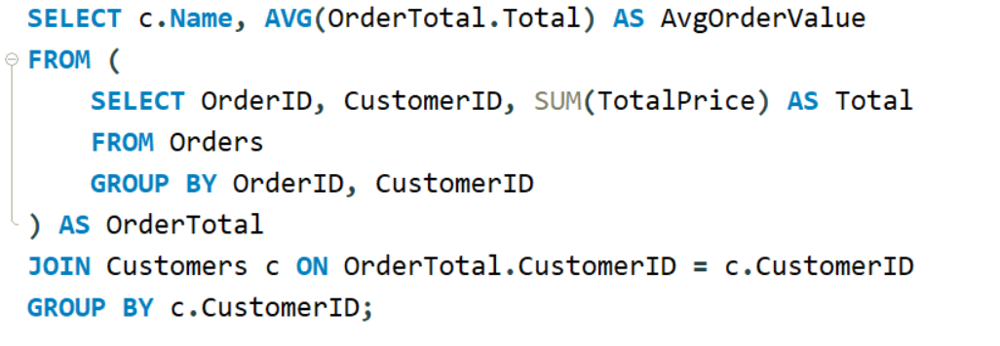 SELECT c.Name, AVG(OrderTotal.Total) AS AvgOrderValue
FROM (
    SELECT OrderID, CustomerID, SUM(TotalPrice) AS Total
    FROM Orders
    GROUP BY OrderID, CustomerID
) AS OrderTotal
JOIN Customers c ON OrderTotal.CustomerID = c.CustomerID
GROUP BY c.CustomerID;